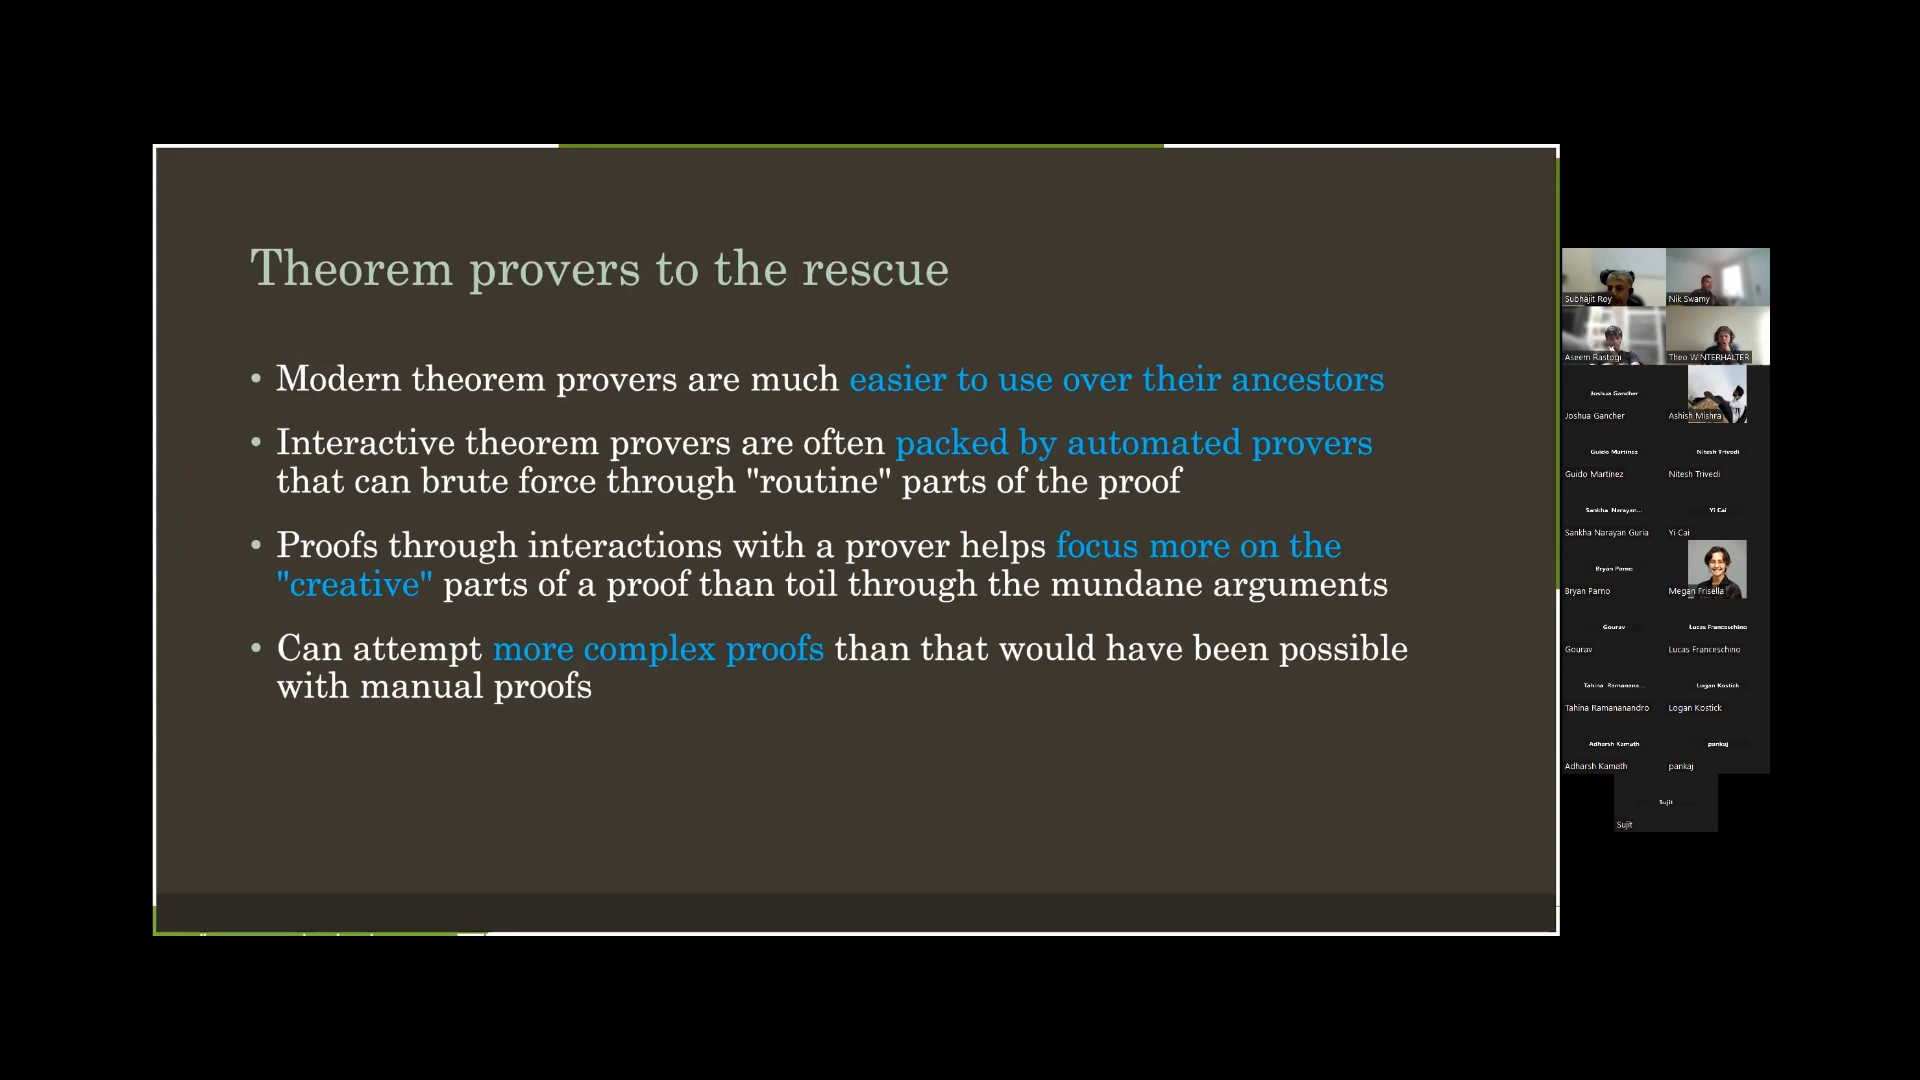 Theorem provers to the rescue
• Modern theorem provers are much easier to use over their ancestors
• Interactive theorem provers are often packed by automated provers
that can brute force through "routine" parts of the proof
• Proofs through interactions with a prover helps focus more on the
"creative" parts of a proof than toil through the mundane arguments
• Can attempt more complex proofs than that would have been possible
with manual proofs
Subhajit Roy
Nik Swamy
Aseem Rastogi
Theo WINTERHALTER
Joshua Gancher
Joshua Gancher
Ashish Mishra
Guido Martinez
Nitesh Trivedi
Guido Martinez
Nitesh Trivedi
Sankha Narayan...
Yi Cai
Sankha Narayan Guria
Yi Cai
Bryan Parno
Bryan Parno
Megan Frisella
Gourav
Lucas Franceschino
Gourav
Lucas Franceschino
Tahina Ramanana...
Logan Kostick
Tahina Ramananandro
Logan Kostick
Adharsh Kamath
pankaj
Adharsh Kamath
pankaj
Sujit
Sujit